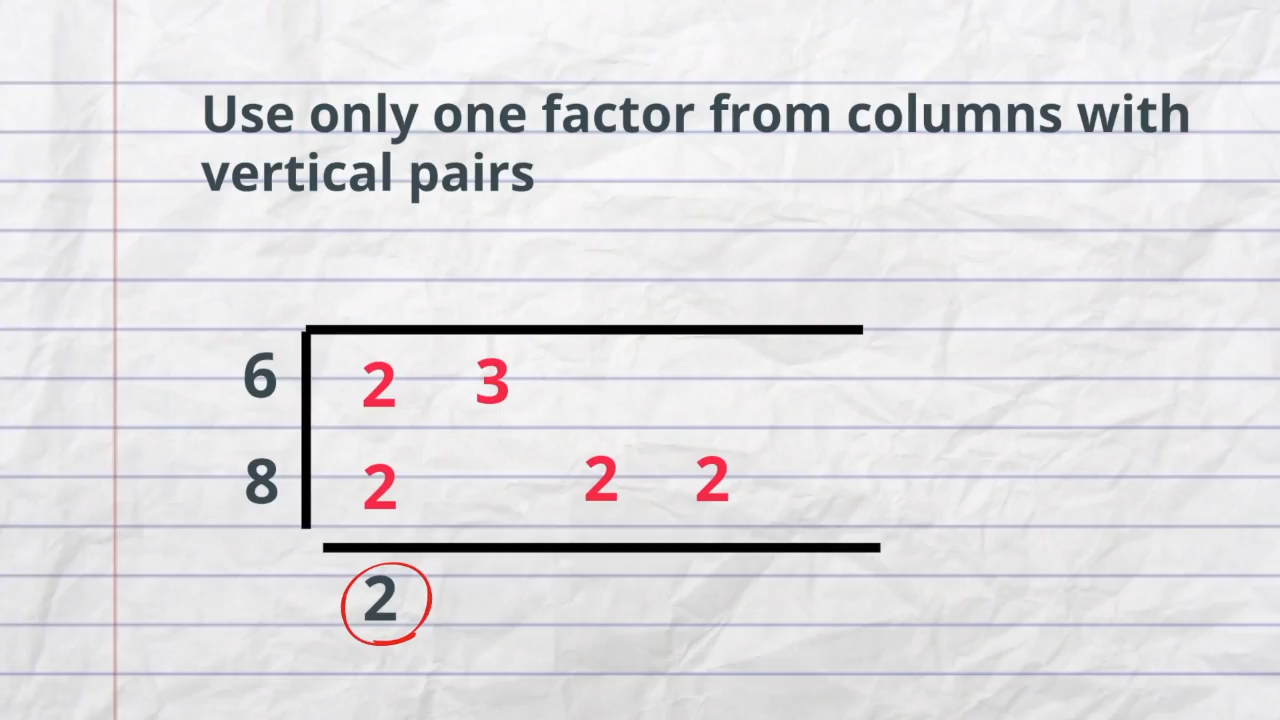 Use only one factor from columns with
vertical pairs
6 2 3
8 2 2 2
2